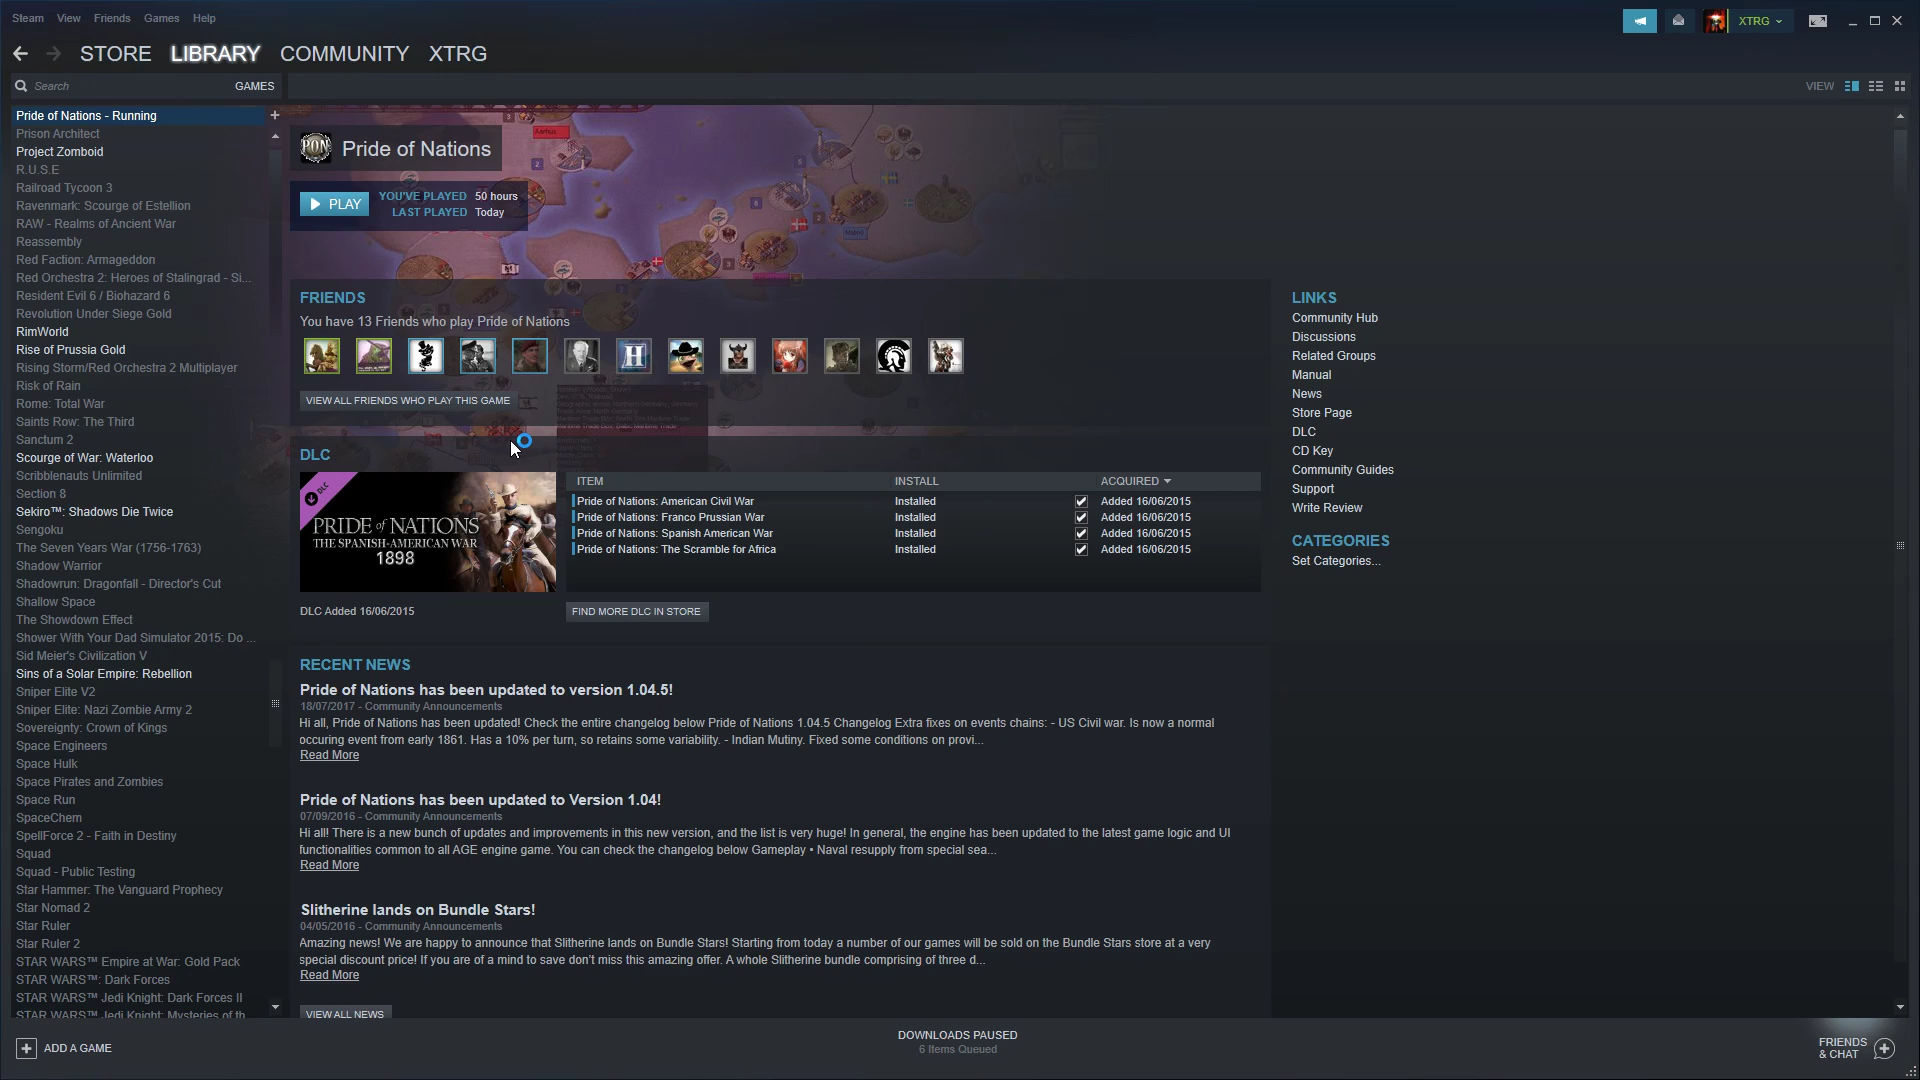 Steam View Friends Games Help
XTRG
STORE LIBRARY COMMUNITY XTRG
Search GAMES
VIEW
Pride of Nations - Running
Prison Architect
Project Zomboid
R.U.S.E
Railroad Tycoon 3
Ravenmark: Scourge of Estellion
RAW - Realms of Ancient War
Reassembly
Red Faction: Armageddon
Red Orchestra 2: Heroes of Stalingrad - Si...
Resident Evil 6 / Biohazard 6
Revolution Under Siege Gold
RimWorld
Rise of Prussia Gold
Rising Storm/Red Orchestra 2 Multiplayer
Risk of Rain
Rome: Total War
Saints Row: The Third
Sanctum 2
Scourge of War: Waterloo
Scribblenauts Unlimited
Section 8
Sekiro™: Shadows Die Twice
Sengoku
The Seven Years War (1756-1763)
Shadow Warrior
Shadowrun: Dragonfall - Director's Cut
Shallow Space
The Showdown Effect
Shower With Your Dad Simulator 2015: Do ...
Sid Meier's Civilization V
Sins of a Solar Empire: Rebellion
Sniper Elite V2
Sniper Elite: Nazi Zombie Army 2
Sovereignty: Crown of Kings
Space Engineers
Space Hulk
Space Pirates and Zombies
Space Run
SpaceChem
SpellForce 2 - Faith in Destiny
Squad
Squad - Public Testing
Star Hammer: The Vanguard Prophecy
Star Nomad 2
Star Ruler
Star Ruler 2
STAR WARS™ Empire at War: Gold Pack
STAR WARS™: Dark Forces
STAR WARS™ Jedi Knight: Dark Forces II
STAR WARS™ Jedi Knight: Mysteries of th
PON Pride of Nations
PLAY
YOU'VE PLAYED 50 hours
LAST PLAYED Today
FRIENDS
You have 13 Friends who play Pride of Nations
H
VIEW ALL FRIENDS WHO PLAY THIS GAME
DLC
DLC
PRIDE OF NATIONS
THE SPANISH-AMERICAN WAR
1898
DLC Added 16/06/2015
ITEM INSTALL ACQUIRED
Pride of Nations: American Civil War Installed Added 16/06/2015
Pride of Nations: Franco Prussian War Installed Added 16/06/2015
Pride of Nations: Spanish American War Installed Added 16/06/2015
Pride of Nations: The Scramble for Africa Installed Added 16/06/2015
FIND MORE DLC IN STORE
RECENT NEWS
Pride of Nations has been updated to version 1.04.5!
18/07/2017 - Community Announcements
Hi all, Pride of Nations has been updated! Check the entire changelog below Pride of Nations 1.04.5 Changelog Extra fixes on events chains: - US Civil war. Is now a normal
occuring event from early 1861. Has a 10% per turn, so retains some variability. - Indian Mutiny. Fixed some conditions on provi...
Read More
Pride of Nations has been updated to Version 1.04!
07/09/2016 - Community Announcements
Hi all! There is a new bunch of updates and improvements in this new version, and the list is very huge! In general, the engine has been updated to the latest game logic and UI
functionalities common to all AGE engine game. You can check the changelog below Gameplay • Naval resupply from special sea...
Read More
Slitherine lands on Bundle Stars!
04/05/2016 - Community Announcements
Amazing news! We are happy to announce that Slitherine lands on Bundle Stars! Starting from today a number of our games will be sold on the Bundle Stars store at a very
special discount price! If you are of a mind to save don't miss this amazing offer. A whole Slitherine bundle comprising of three d...
Read More
VIEW ALL NEWS
LINKS
Community Hub
Discussions
Related Groups
Manual
News
Store Page
DLC
CD Key
Community Guides
Support
Write Review
CATEGORIES
Set Categories...
ADD A GAME
DOWNLOADS PAUSED
6 Items Queued
FRIENDS
& CHAT